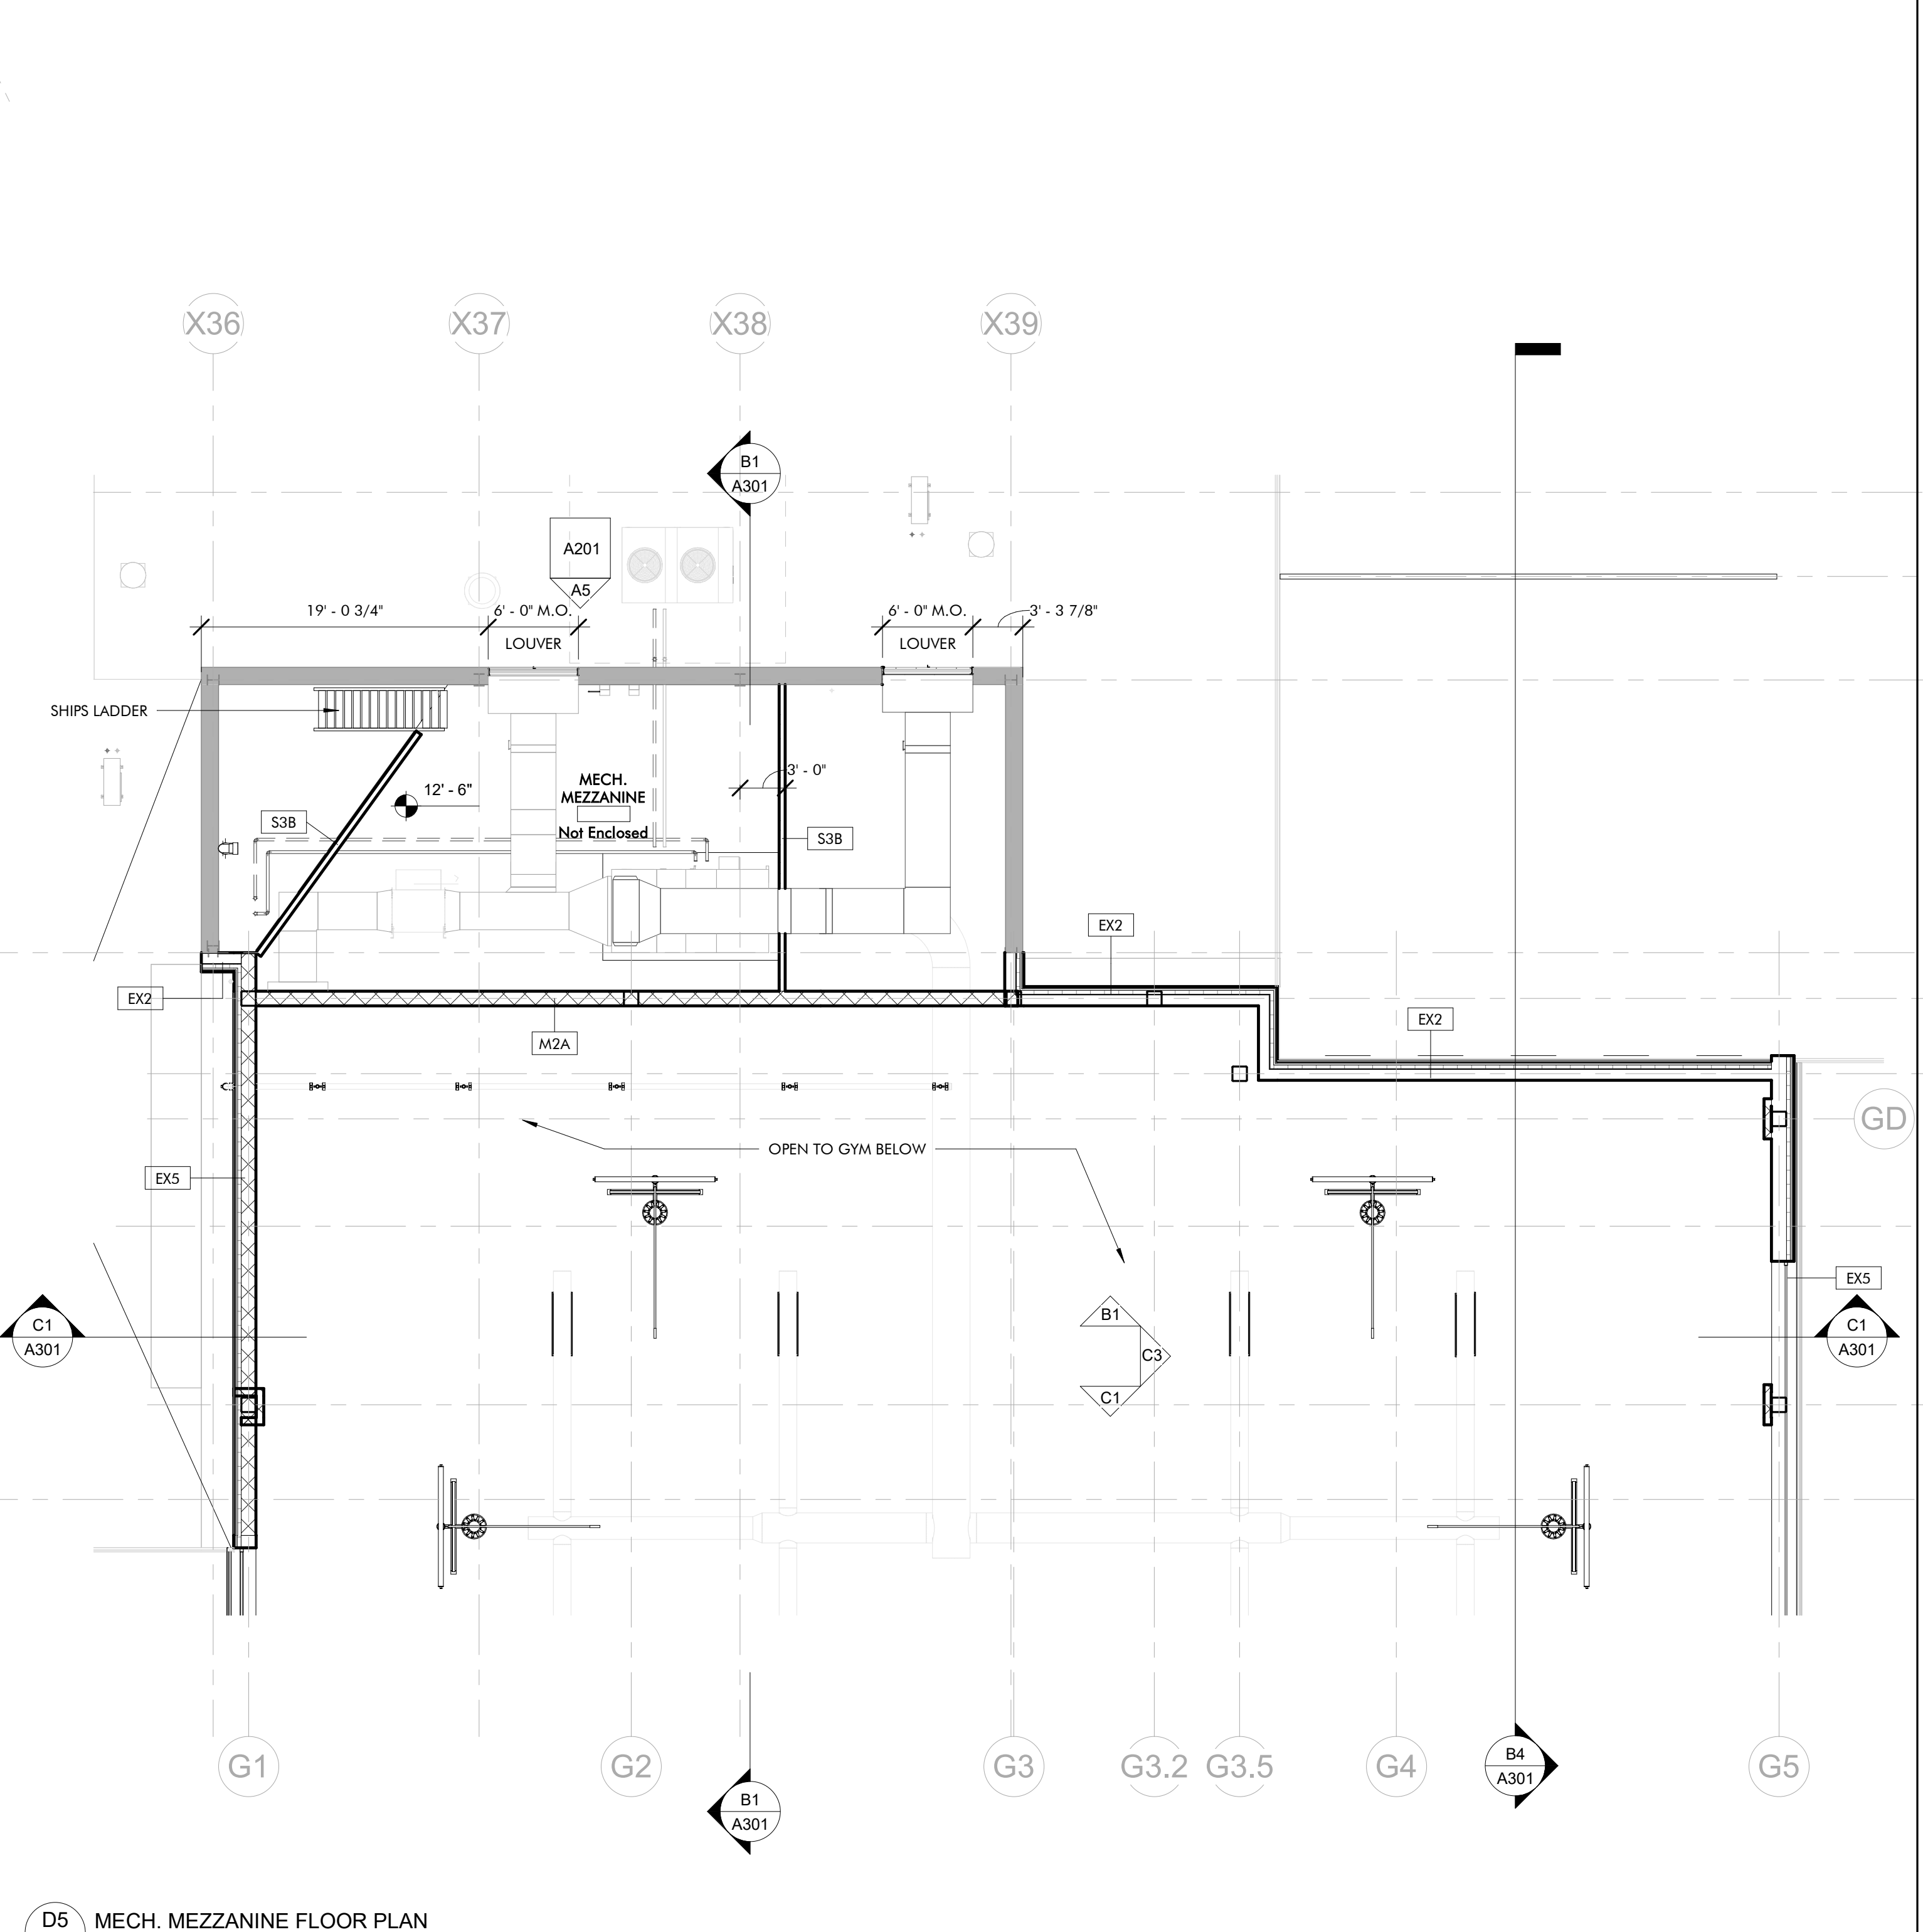 X36
X37
X38
X39
B1
A301
A201
A5
19' - 0 3/4"
6' - 0" M.O.
6' - 0" M.O.
3' - 3 7/8"
LOUVER
LOUVER
SHIPS LADDER
3' - 0"
MECH.
MEZZANINE
12' - 6"
Not Enclosed
S3B
S3B
EX2
EX2
EX2
M2A
GD
OPEN TO GYM BELOW
EX5
EX5
B1
C3
C1
C1
A301
C1
A301
G1
G2
G3
G3.2
G3.5
G4
G5
B4
A301
B1
A301
D5
MECH. MEZZANINE FLOOR PLAN